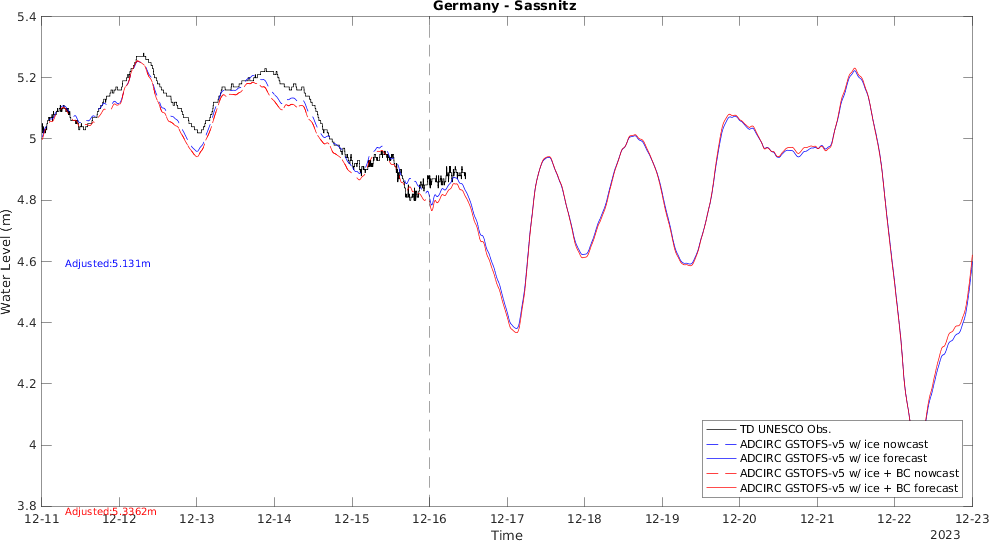 Germany - Sassnitz
5.4
5.2
5
4.8
4.6
4.4
4.2
4
3.8
Water Level (m)
Adjusted:5.131m
Adjusted:5.3362m
TD UNESCO Obs.
ADCIRC GSTOFS-v5 w/ ice nowcast
ADCIRC GSTOFS-v5 w/ ice forecast
ADCIRC GSTOFS-v5 w/ ice + BC nowcast
ADCIRC GSTOFS-v5 w/ ice + BC forecast
12-11 12-12 12-13 12-14 12-15 12-16 12-17 12-18 12-19 12-20 12-21 12-22 12-23
Time
2023